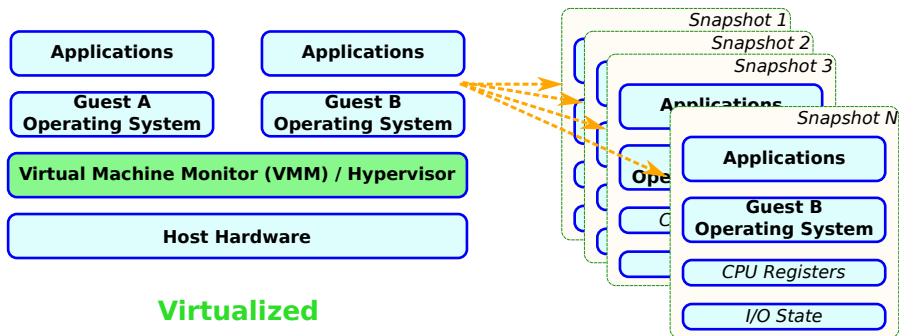 Applications
Applications
Guest A
Operating System
Guest B
Operating System
Virtual Machine Monitor (VMM) / Hypervisor
Host Hardware
Virtualized
Snapshot 1
Snapshot 2
Snapshot 3
Applications
Snapshot N
Applications
Guest B
Operating System
CPU Registers
I/O State